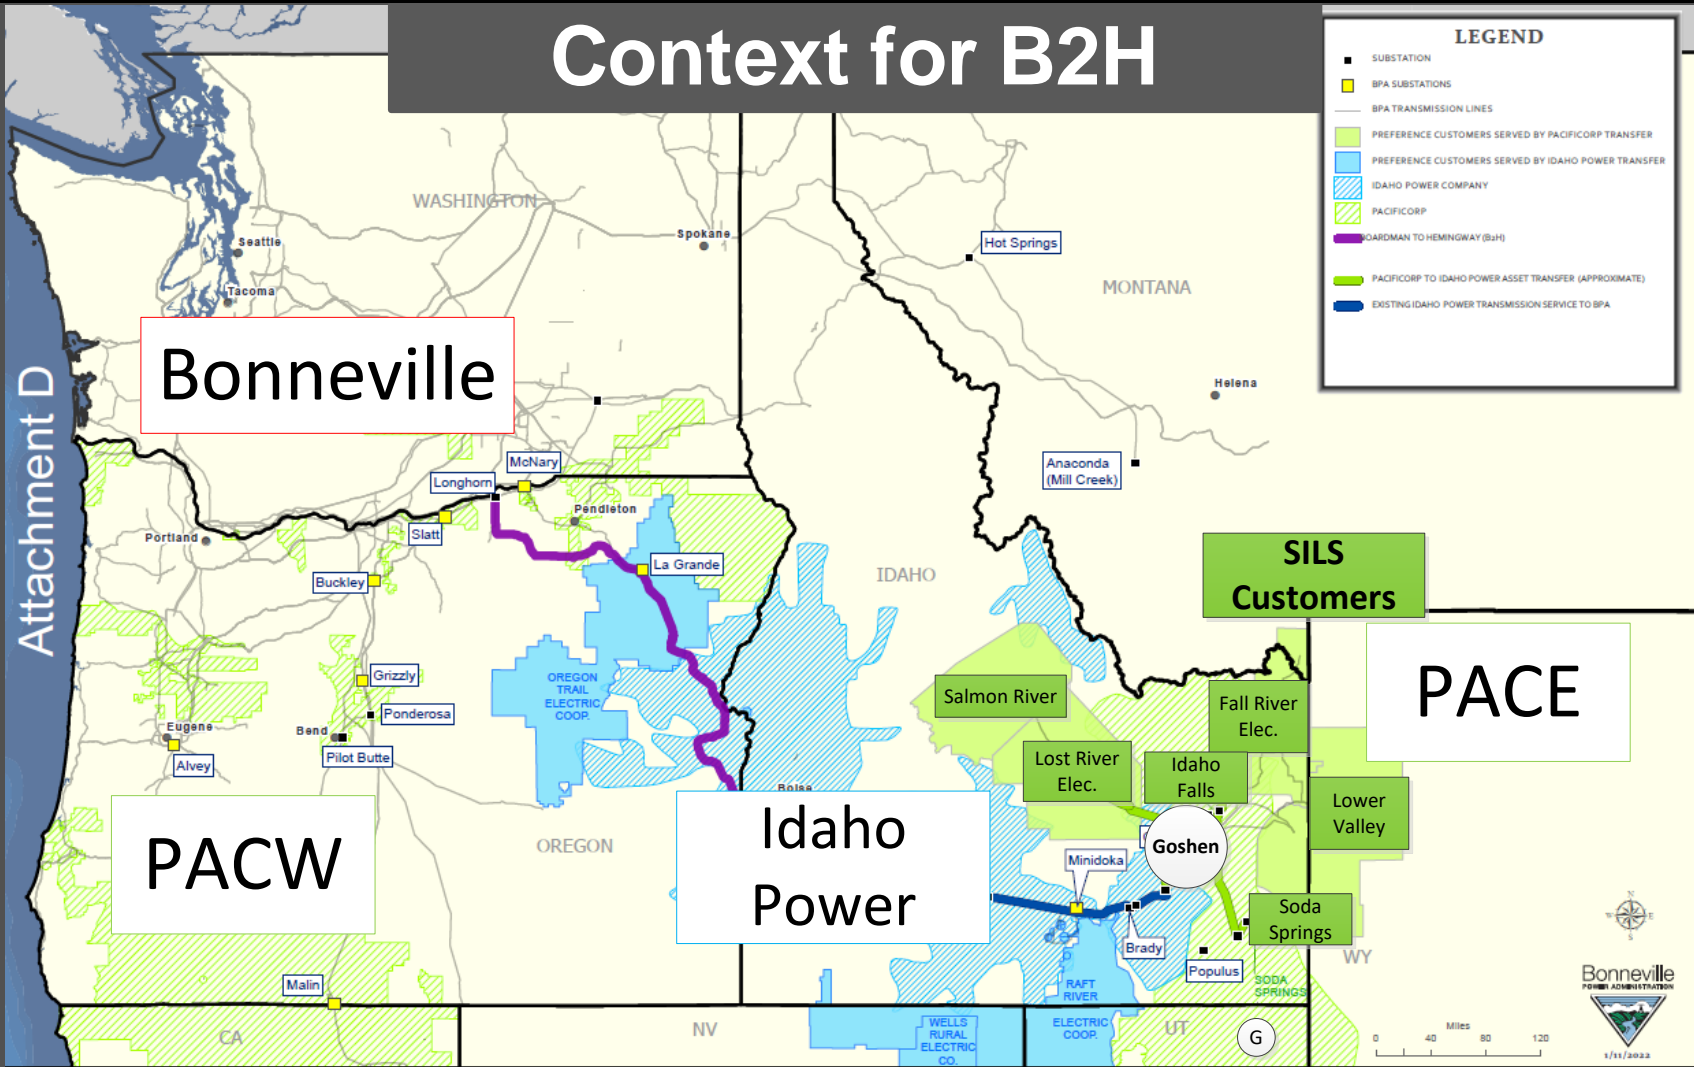 Context for B2H
LEGEND
SUBSTATION
BPA SUBSTATIONS
BPA TRANSMISSION LINES
PREFERENCE CUSTOMERS SERVED BY PACIFICORP TRANSFER
PREFERENCE CUSTOMERS SERVED BY IDAHO POWER TRANSFER
IDAHO POWER COMPANY
PACIFICORP
BOARDMAN TO HEMINGWAY (B2H)
PACIFICORP TO IDAHO POWER ASSET TRANSFER (APPROXIMATE)
EXISTING IDAHO POWER TRANSMISSION SERVICE TO BPA
Attachment D
WASHINGTON
Seattle
Tacoma
Spokane
Hot Springs
MONTANA
Helena
Bonneville
Anaconda
(Mill Creek)
McNary
Longhorn
Slatt
Pendleton
Portland
Buckley
La Grande
IDAHO
SILS
Customers
PACE
OREGON
TRAIL
ELECTRIC
COOP.
Grizzly
Ponderosa
Bend
Pilot Butte
Eugene
Alvey
Salmon River
Fall River
Elec.
Lost River
Elec.
Idaho
Falls
Lower
Valley
Boise
PACW
OREGON
Idaho
Power
Goshen
Minidoka
Brady
Soda
Springs
Populus
SODA
SPRINGS
WY
Malin
RAFT
RIVER
ELECTRIC
COOP.
WELLS
RURAL
ELECTRIC
CO.
CA
NV
UT
G
W
E
S
Miles
0
40
80
120
Bonneville
POWER ADMINISTRATION
1/11/2022